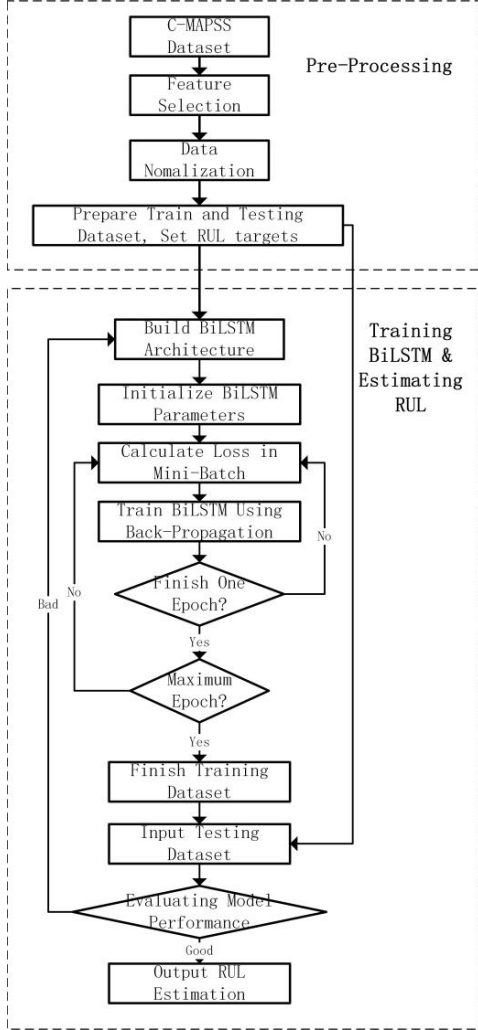 C-MAPSS
Dataset
Pre-Processing
Feature
Selection
Data
Nomalization
Prepare Train and Testing
Dataset, Set RUL targets
Training
BiLSTM &
Estimating
RUL
Build BiLSTM
Architecture
Initialize BiLSTM
Parameters
Calculate Loss in
Mini-Batch
Train BiLSTM Using
Back-Propagation
No
Finish One
Epoch?
No
Bad
Yes
Maximum
Epoch?
Yes
Finish Training
Dataset
Input Testing
Dataset
Evaluating Model
Performance
Good
Output RUL
Estimation